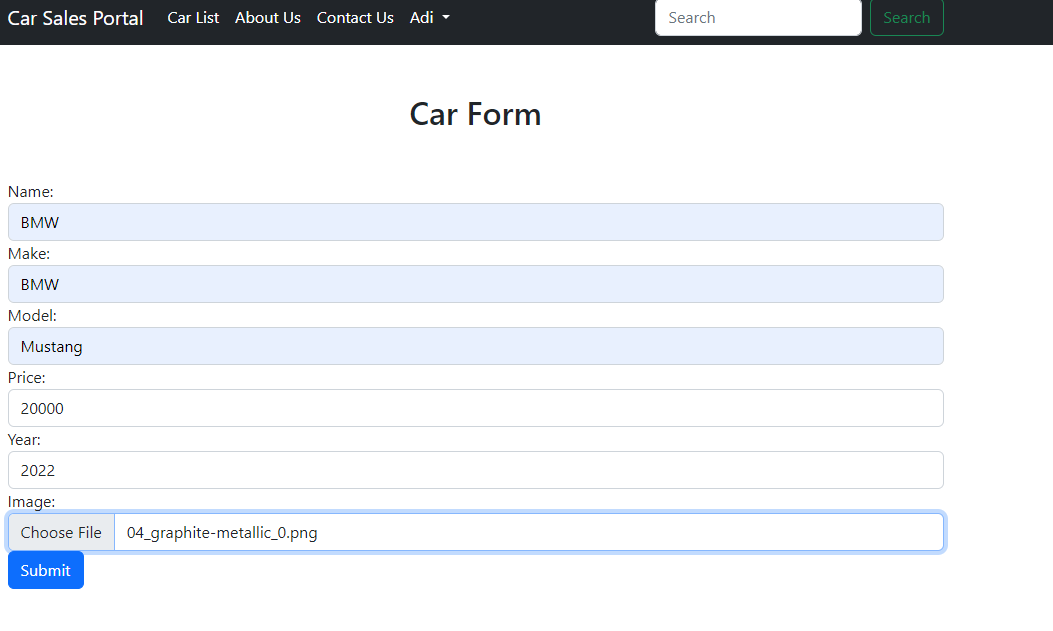 Car Sales Portal Car List About Us Contact Us Adi Search Search
Car Form
Name:
BMW
Make:
BMW
Model:
Mustang
Price:
20000
Year:
2022
Image:
Choose File 04_graphite-metallic_0.png
Submit